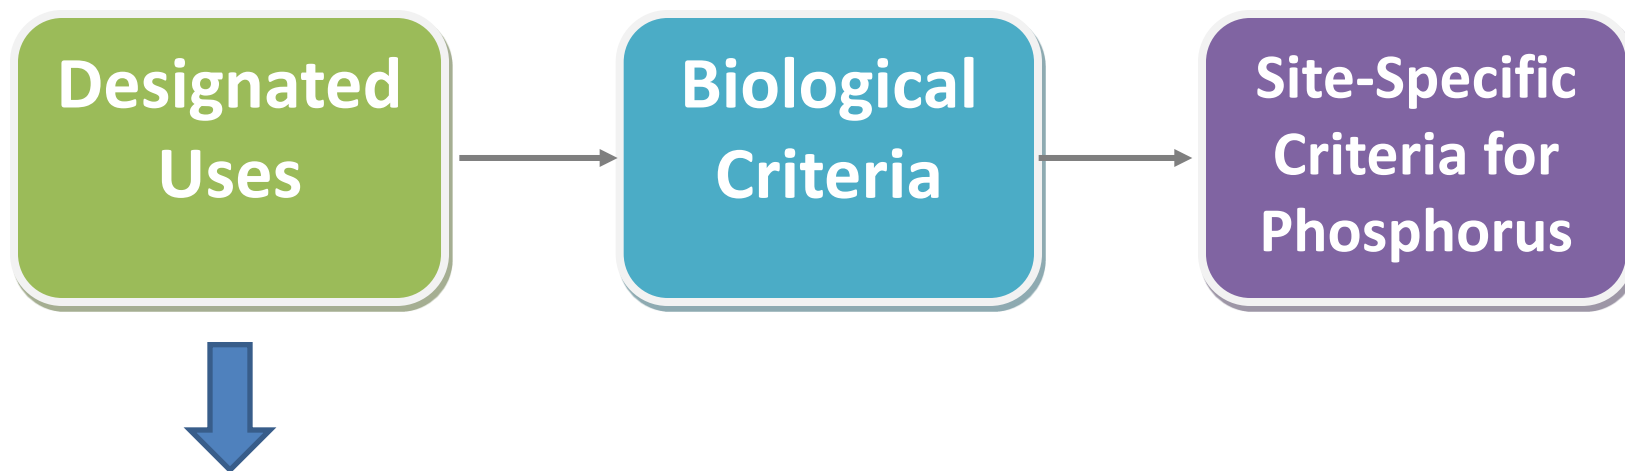 Designated
Uses
Biological
Criteria
Site-Specific
Criteria for
Phosphorus